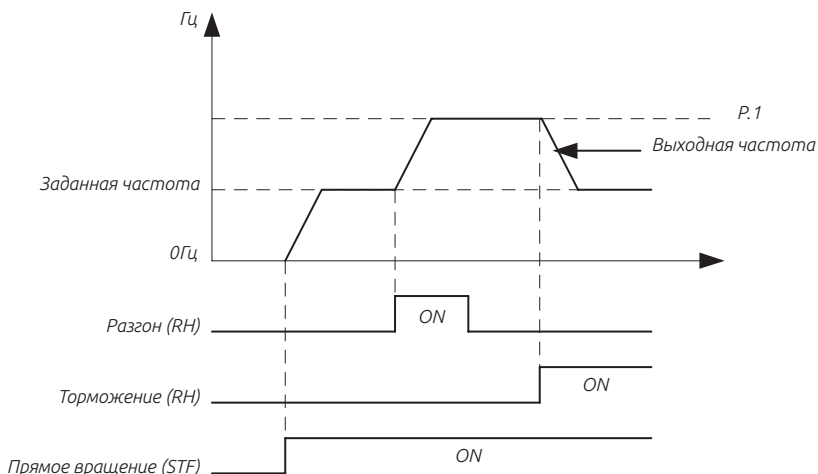 Гц
P.1
Выходная частота
Заданная частота
0Гц
Разгон (RH)
ON
Торможение (RH)
ON
Прямое вращение (STF)
ON